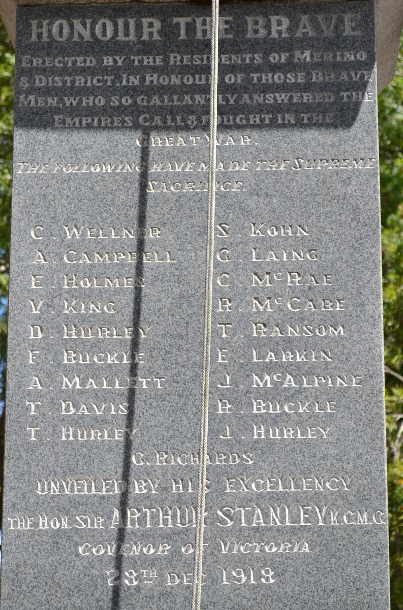 HONOUR THE BRAVE
ERECTED BY THE RESIDENTS OF MERINO
& DISTRICT, IN HONOUR OF THOSE BRAVE
MEN, WHO SO GALLANTLY ANSWERED THE
EMPIRES CALL & FOUGHT IN THE
GREAT WAR.
THE FOLLOWING HAVE MADE THE SUPREME
SACRIFICE.
C. WELLNER S. KOHN
A. CAMPBELL G. LAING
E. HOLMES C. McRAE
V. KING R. McCABE
D. HURLEY T. RANSOM
F. BUCKLE E. LARKIN
A. MALLETT J. McALPINE
T. DAVIS R. BUCKLE
T. HURLEY J. HURLEY
C. RICHARDS
UNVEILED BY HIS EXCELLENCY
THE HON. SIR ARTHUR STANLEY K.C.M.G.
GOVENOR OF VICTORIA
23TH DEC 1918